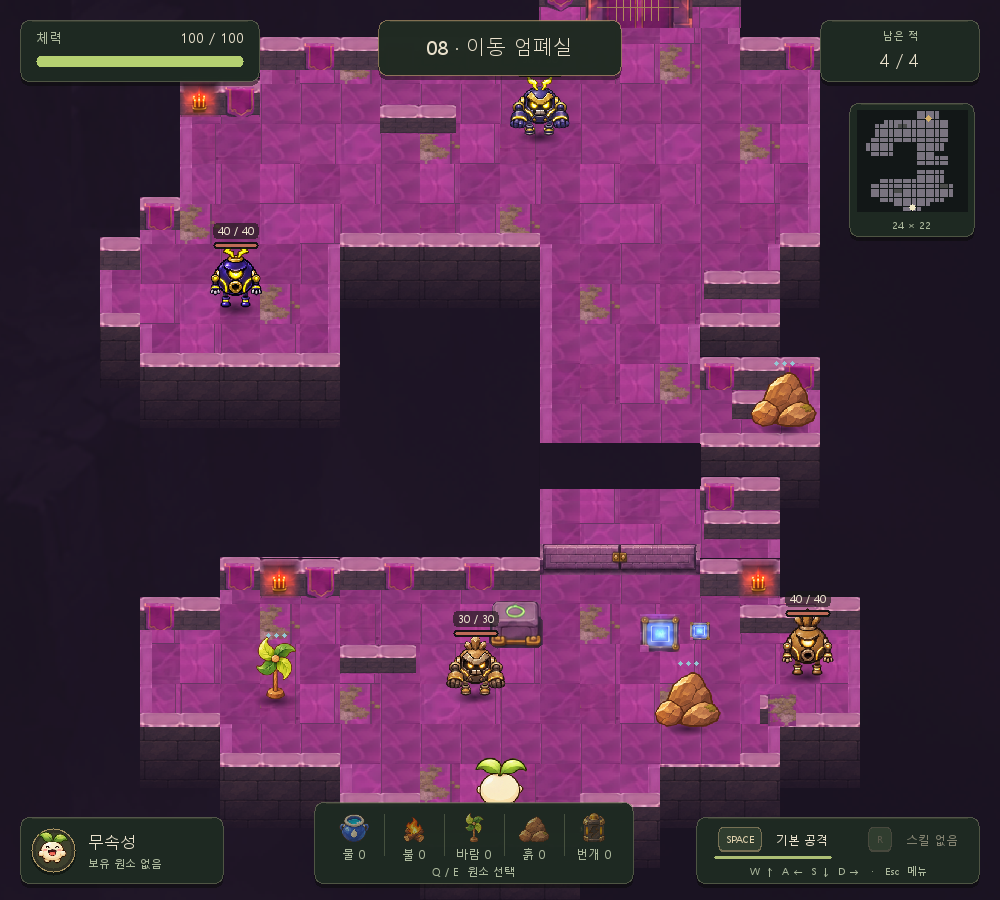 체력 100 / 100
08 · 이동 엄폐실
남은 적
4 / 4
24 × 22
40 / 40
30 / 30
40 / 40
무속성
보유 원소 없음
물 0 불 0 바람 0 흙 0 번개 0
Q / E 원소 선택
SPACE 기본 공격 R 스킬 없음
W ↑ A ← S ↓ D → · Esc 메뉴